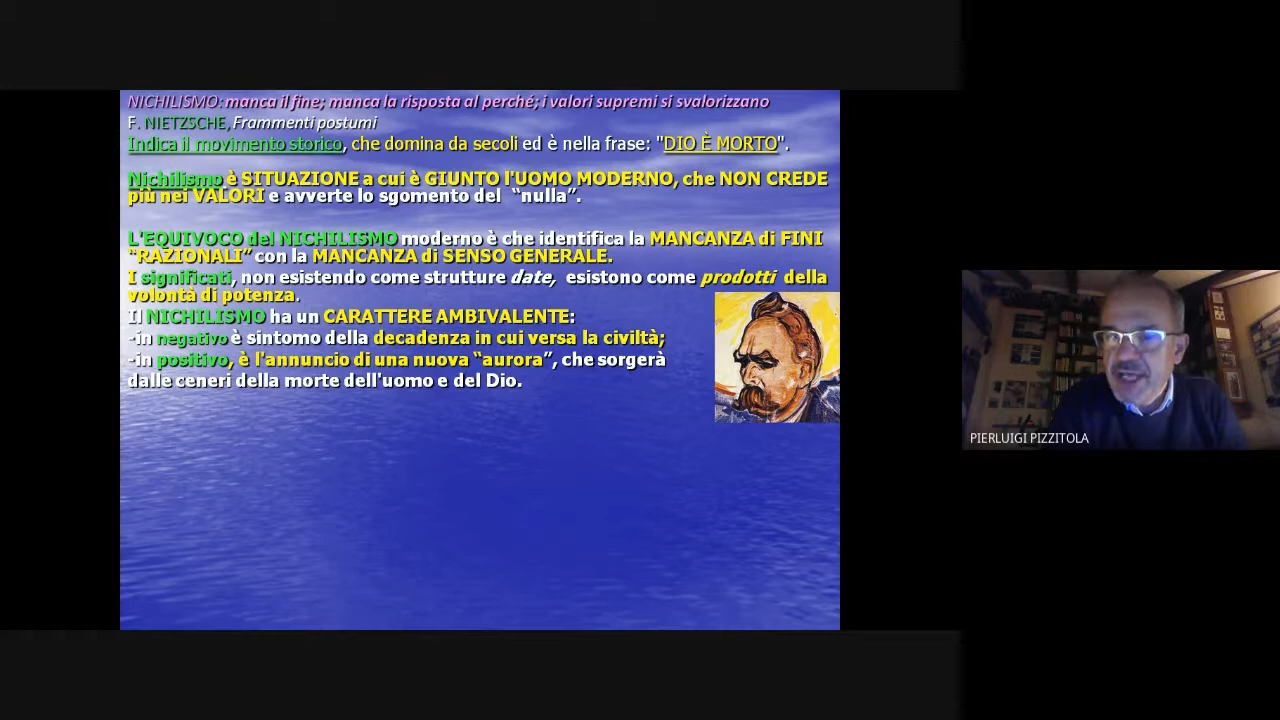 NICHILISMO: manca il fine; manca la risposta al perché; i valori supremi si svalorizzano
F. NIETZSCHE, Frammenti postumi
Indica il movimento storico, che domina da secoli ed è nella frase: "DIO È MORTO".
Nichilismo è SITUAZIONE a cui è GIUNTO l'UOMO MODERNO, che NON CREDE
più nei VALORI e avverte lo sgomento del “nulla”.
L'EQUIVOCO del NICHILISMO moderno è che identifica la MANCANZA di FINI
“RAZIONALI” con la MANCANZA di SENSO GENERALE.
I significati, non esistendo come strutture date, esistono come prodotti della
volontà di potenza.
Il NICHILISMO ha un CARATTERE AMBIVALENTE:
-in negativo è sintomo della decadenza in cui versa la civiltà;
-in positivo, è l'annuncio di una nuova “aurora”, che sorgerà
dalle ceneri della morte dell'uomo e del Dio.
PIERLUIGI PIZZITOLA